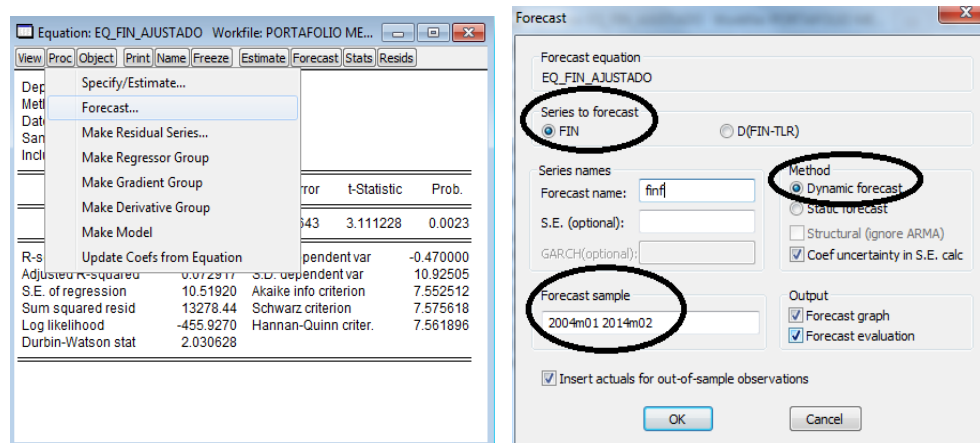 Equation: EQ_FIN_AJUSTADO Workfile: PORTAFOLIO ME...
View Proc Object Print Name Freeze Estimate Forecast Stats Resids
Specify/Estimate...
Forecast...
Make Residual Series...
Make Regressor Group
Make Gradient Group
Make Derivative Group
Make Model
Update Coefs from Equation
Dep
Met
Dat
San
Incl
t-Statistic Prob.
643 3.111228 0.0023
R-s pendent var -0.470000
Adjusted R-squared 0.072917 S.D. dependent var 10.92505
S.E. of regression 10.51920 Akaike info criterion 7.552512
Sum squared resid 13278.44 Schwarz criterion 7.575618
Log likelihood -455.9270 Hannan-Quinn criter. 7.561896
Durbin-Watson stat 2.030628
Forecast
Forecast equation
EQ_FIN_AJUSTADO
Series to forecast
FIN D(FIN-TLR)
Series names
Forecast name: finf
S.E. (optional):
GARCH(optional):
Method
Dynamic forecast
Static forecast
Structural (ignore ARMA)
Coef uncertainty in S.E. calc
Forecast sample
2004m01 2014m02
Output
Forecast graph
Forecast evaluation
Insert actuals for out-of-sample observations
OK Cancel